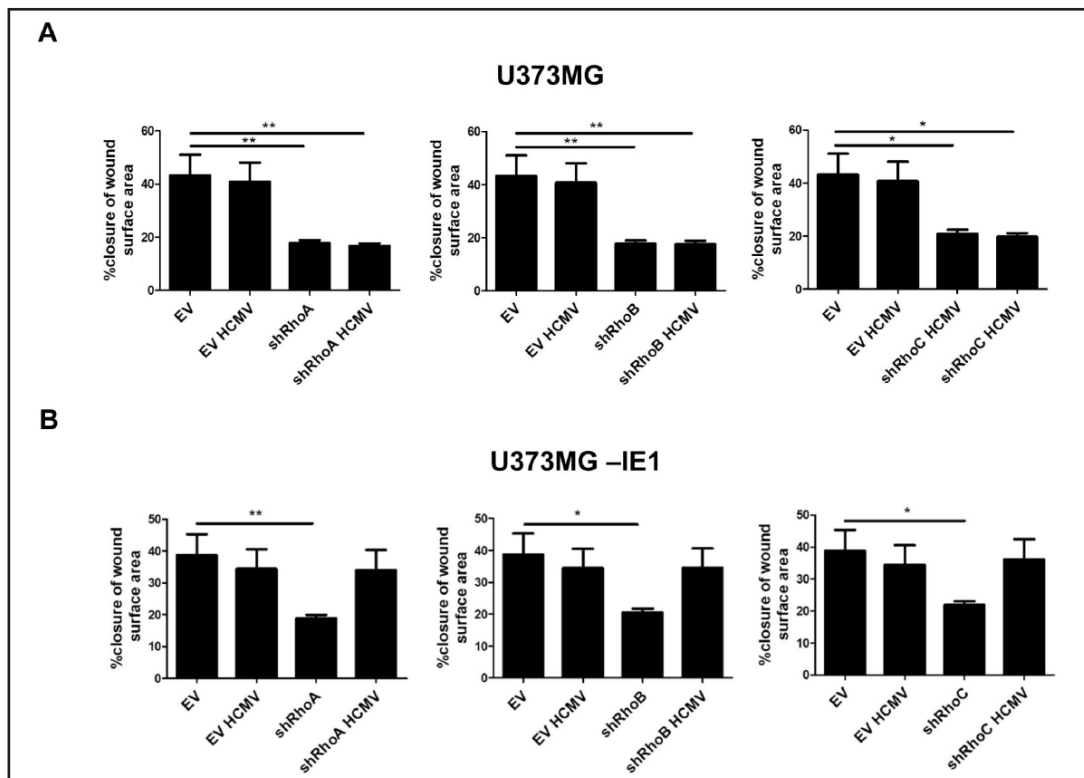 A
U373MG
%closure of wound
surface area
60
40
20
0
**
**
EV
EV HCMV
shRhoA
shRhoA HCMV
%closure of wound
surface area
60
40
20
0
**
**
EV
EV HCMV
shRhoB
shRhoB HCMV
%closure of wound
surface area
60
40
20
0
*
*
EV
EV HCMV
shRhoC HCMV
shRhoC HCMV
B
U373MG –IE1
%closure of wound
surface area
50
40
30
20
10
0
**
EV
EV HCMV
shRhoA
shRhoA HCMV
%closure of wound
surface area
50
40
30
20
10
0
*
EV
EV HCMV
shRhoB
shRhoB HCMV
%closure of wound
surface area
50
40
30
20
10
0
*
EV
EV HCMV
shRhoC
shRhoC HCMV